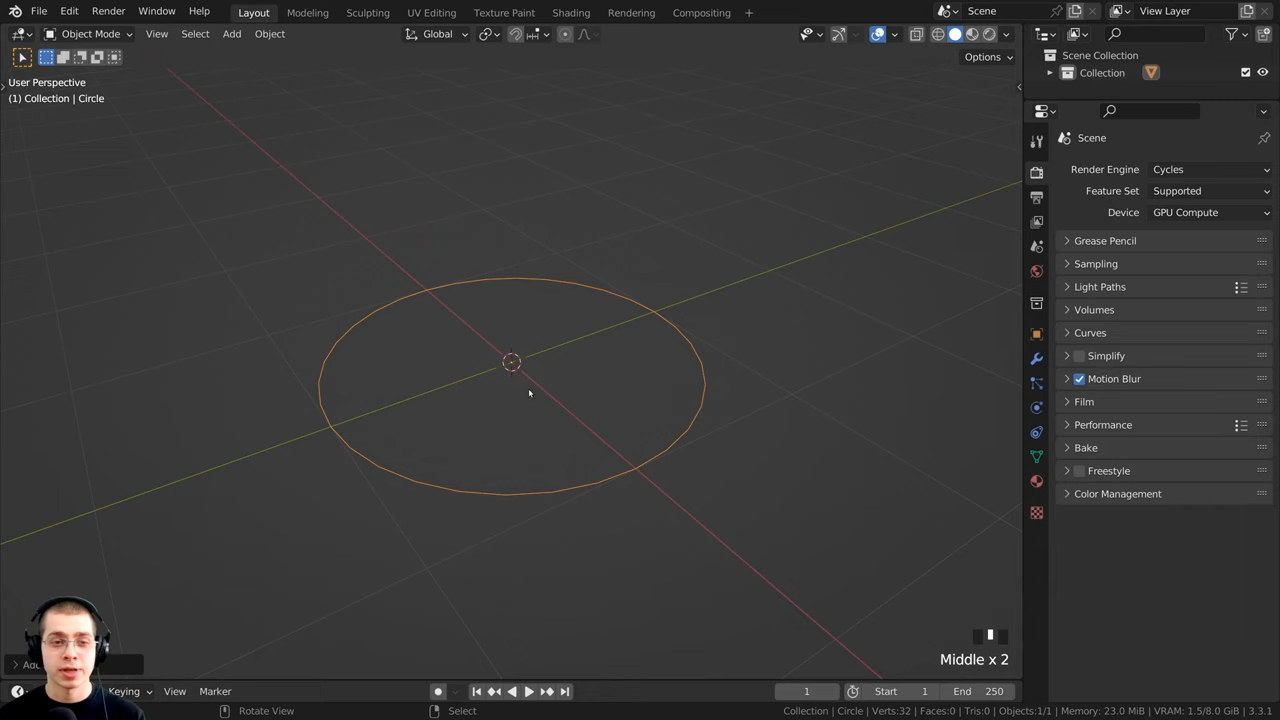 File Edit Render Window Help Layout Modeling Sculpting UV Editing Texture Paint Shading Rendering Compositing Scene View Layer
Object Mode View Select Add Object Global
Options
User Perspective
(1) Collection | Circle
Scene Collection
Collection
Scene
Render Engine Cycles
Feature Set Supported
Device GPU Compute
Grease Pencil
Sampling
Light Paths
Volumes
Curves
Simplify
Motion Blur
Film
Performance
Bake
Freestyle
Color Management
Middle x 2
Keying View Marker 1 Start 1 End 250
Rotate View Select Collection | Circle | Verts:32 | Faces:0 | Tris:0 | Objects:1/1 | Memory: 23.0 MiB | VRAM: 1.5/8.0 GiB | 3.3.1